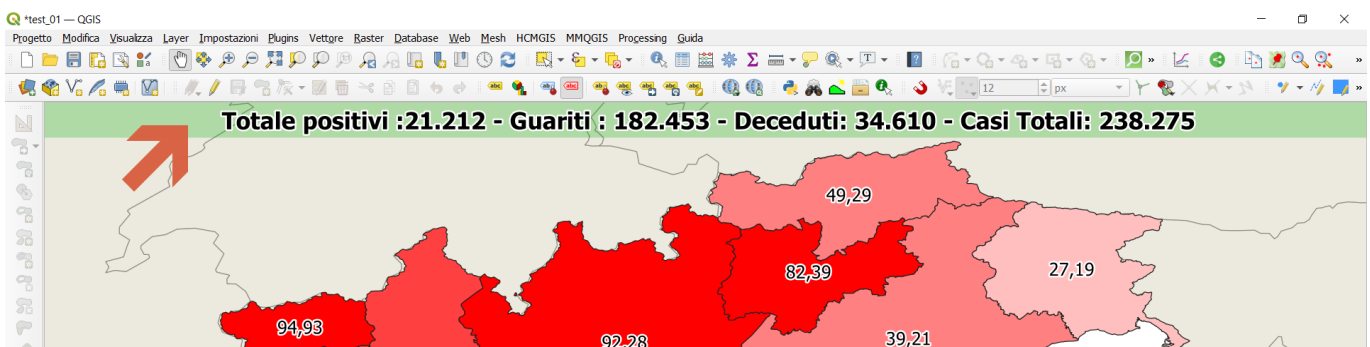 *test_01 — QGIS
Progetto Modifica Visualizza Layer Impostazioni Plugins Vettore Raster Database Web Mesh HCMGIS MMQGIS Processing Guida
12 px
Totale positivi :21.212 - Guariti : 182.453 - Deceduti: 34.610 - Casi Totali: 238.275
49,29
82,39
27,19
94,93
92,28
39,21